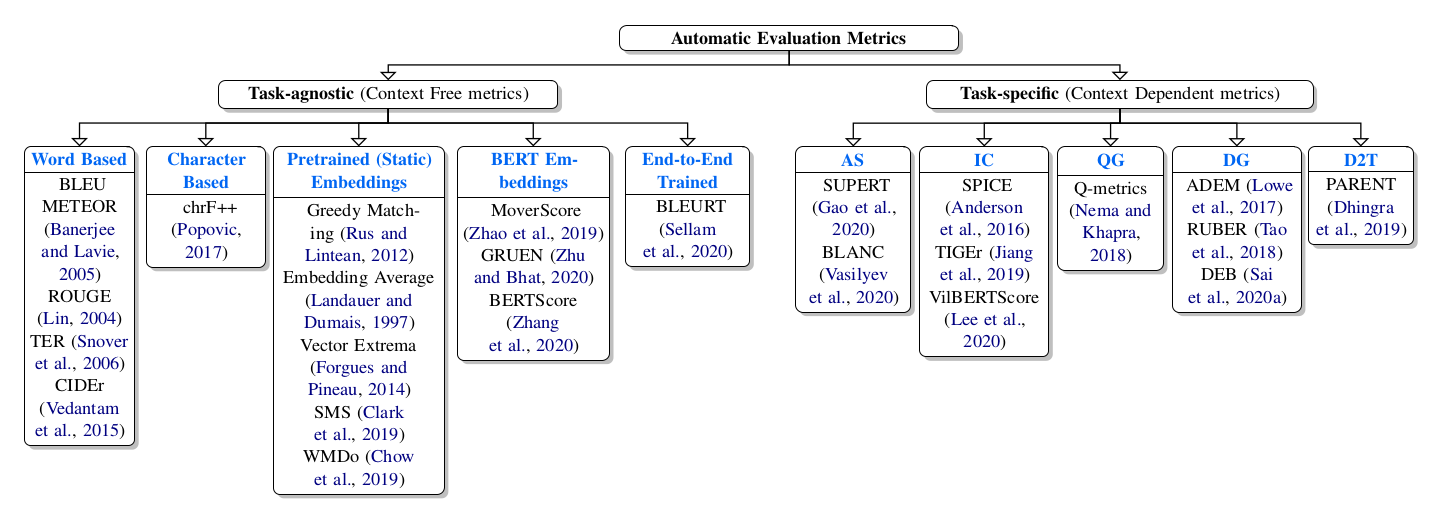 Automatic Evaluation Metrics
Task-agnostic (Context Free metrics)
Task-specific (Context Dependent metrics)
Word Based
BLEU
METEOR
(Banerjee
and Lavie,
2005)
ROUGE
(Lin, 2004)
TER (Snover
et al., 2006)
CIDEr
(Vedantam
et al., 2015)
Character
Based
chrF++
(Popovic,
2017)
Pretrained (Static)
Embeddings
Greedy Match-
ing (Rus and
Lintean, 2012)
Embedding Average
(Landauer and
Dumais, 1997)
Vector Extrema
(Forgues and
Pineau, 2014)
SMS (Clark
et al., 2019)
WMDo (Chow
et al., 2019)
BERT Em-
beddings
MoverScore
(Zhao et al., 2019)
GRUEN (Zhu
and Bhat, 2020)
BERTScore
(Zhang
et al., 2020)
End-to-End
Trained
BLEURT
(Sellam
et al., 2020)
AS
SUPERT
(Gao et al.,
2020)
BLANC
(Vasilyev
et al., 2020)
IC
SPICE
(Anderson
et al., 2016)
TIGEr (Jiang
et al., 2019)
VilBERTScore
(Lee et al.,
2020)
QG
Q-metrics
(Nema and
Khapra,
2018)
DG
ADEM (Lowe
et al., 2017)
RUBER (Tao
et al., 2018)
DEB (Sai
et al., 2020a)
D2T
PARENT
(Dhingra
et al., 2019)